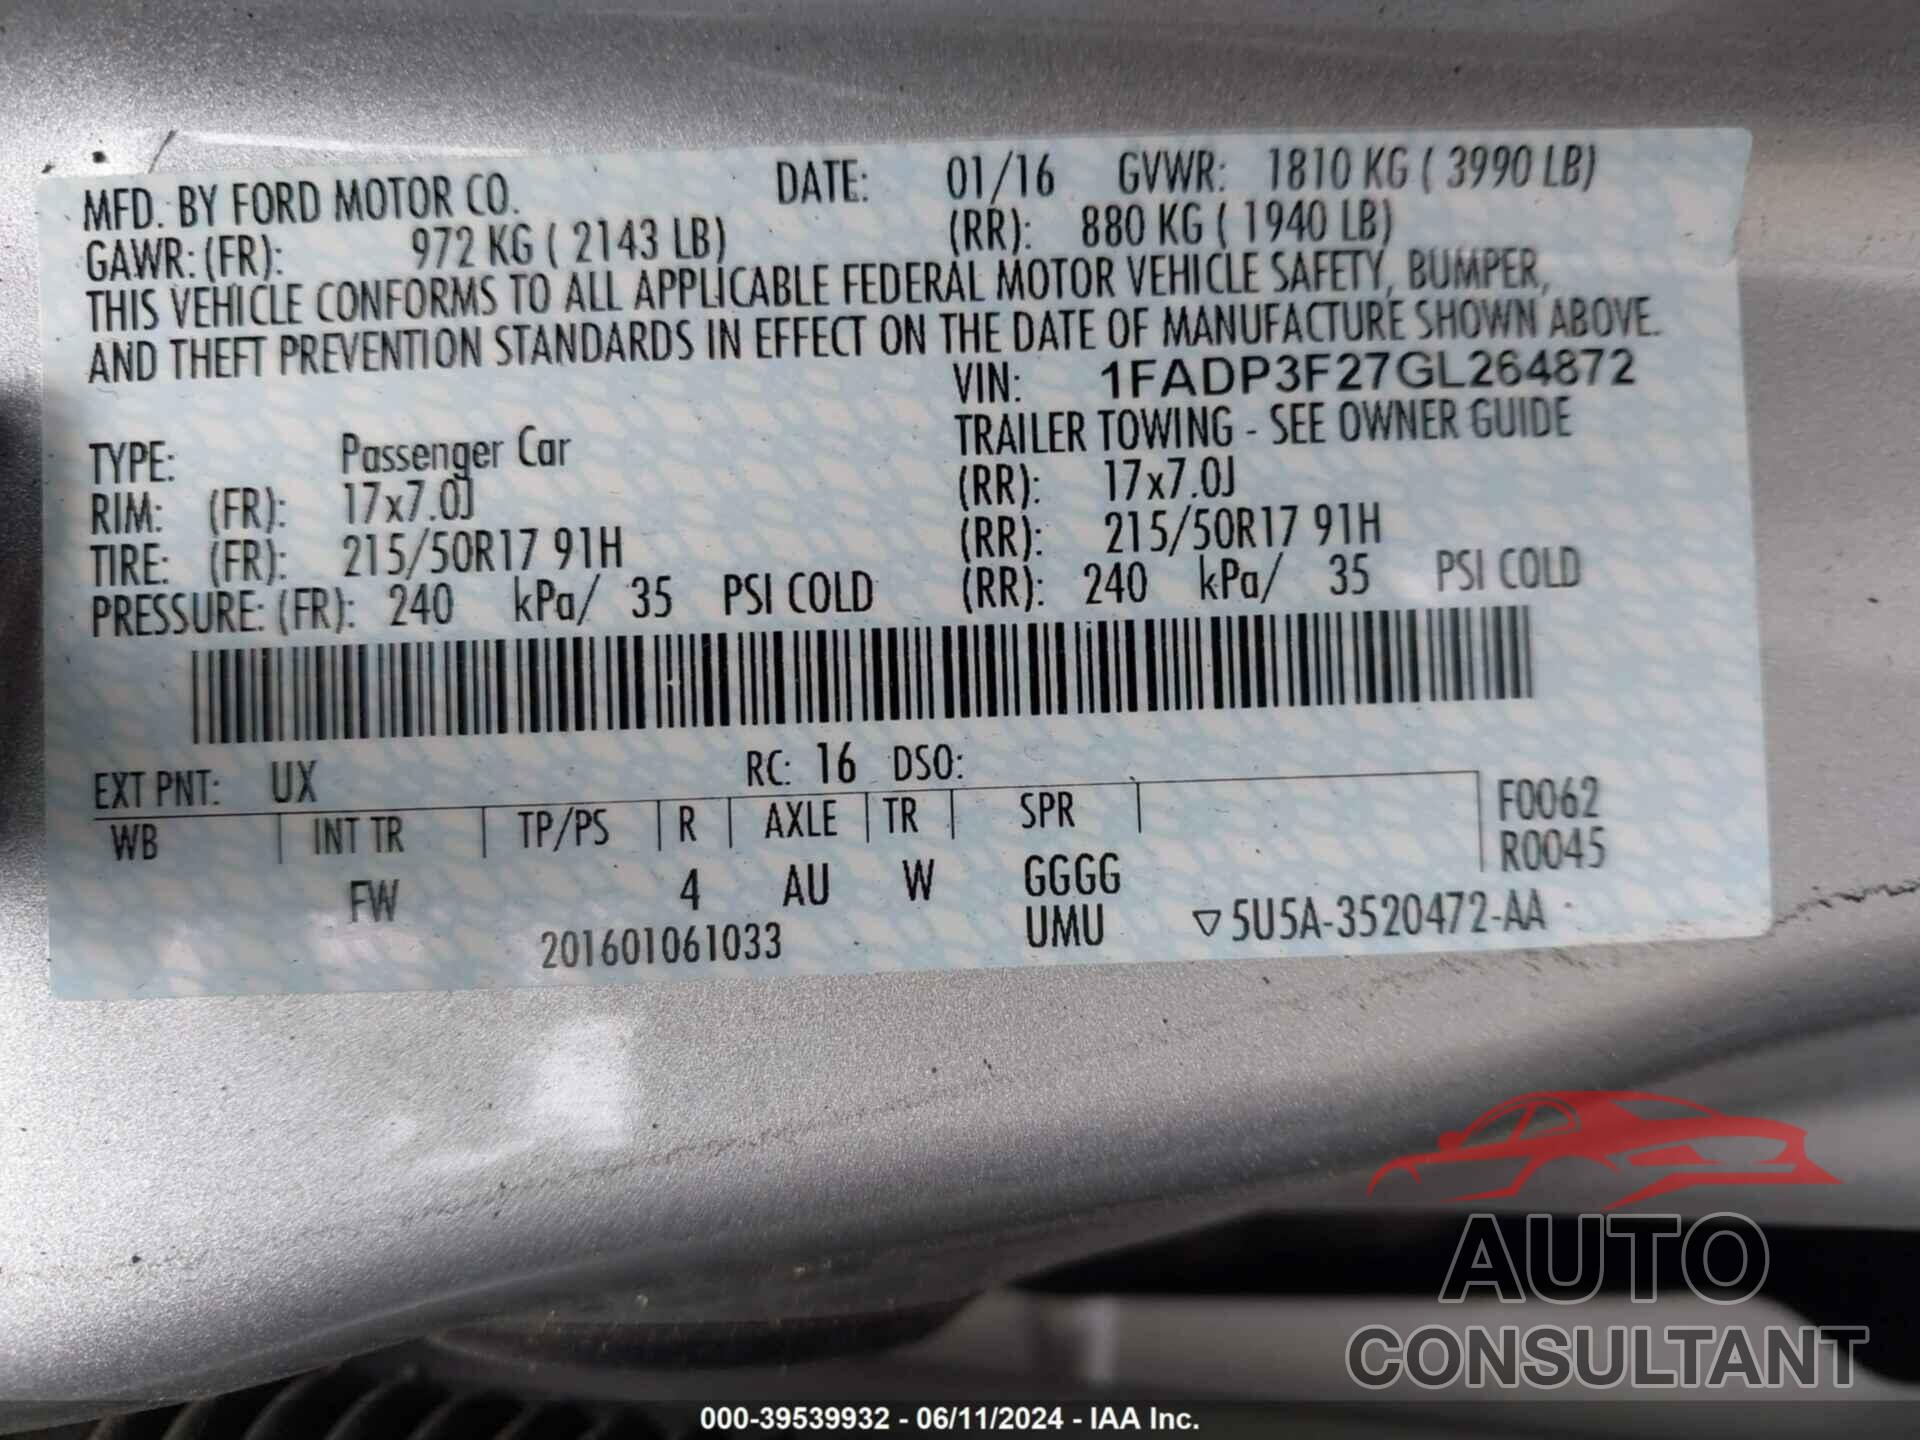 MFD. BY FORD MOTOR CO. DATE: 01/16 GVWR: 1810 KG ( 3990 LB)
GAWR: (FR): 972 KG ( 2143 LB) (RR): 880 KG ( 1940 LB)
THIS VEHICLE CONFORMS TO ALL APPLICABLE FEDERAL MOTOR VEHICLE SAFETY, BUMPER,
AND THEFT PREVENTION STANDARDS IN EFFECT ON THE DATE OF MANUFACTURE SHOWN ABOVE.
VIN: 1FADP3F27GL264872
TYPE: Passenger Car TRAILER TOWING - SEE OWNER GUIDE
RIM: (FR): 17x7.0J (RR): 17x7.0J
TIRE: (FR): 215/50R17 91H (RR): 215/50R17 91H
PRESSURE: (FR): 240 kPa/ 35 PSI COLD (RR): 240 kPa/ 35 PSI COLD
EXT PNT: UX RC: 16 DSO:
WB INT TR TP/PS R AXLE TR SPR F0062
R0045
FW 4 AU W GGGG
201601061033 UMU ▽5U5A-3520472-AA
AUTO
CONSULTANT
000-39539932 - 06/11/2024 - IAA Inc.